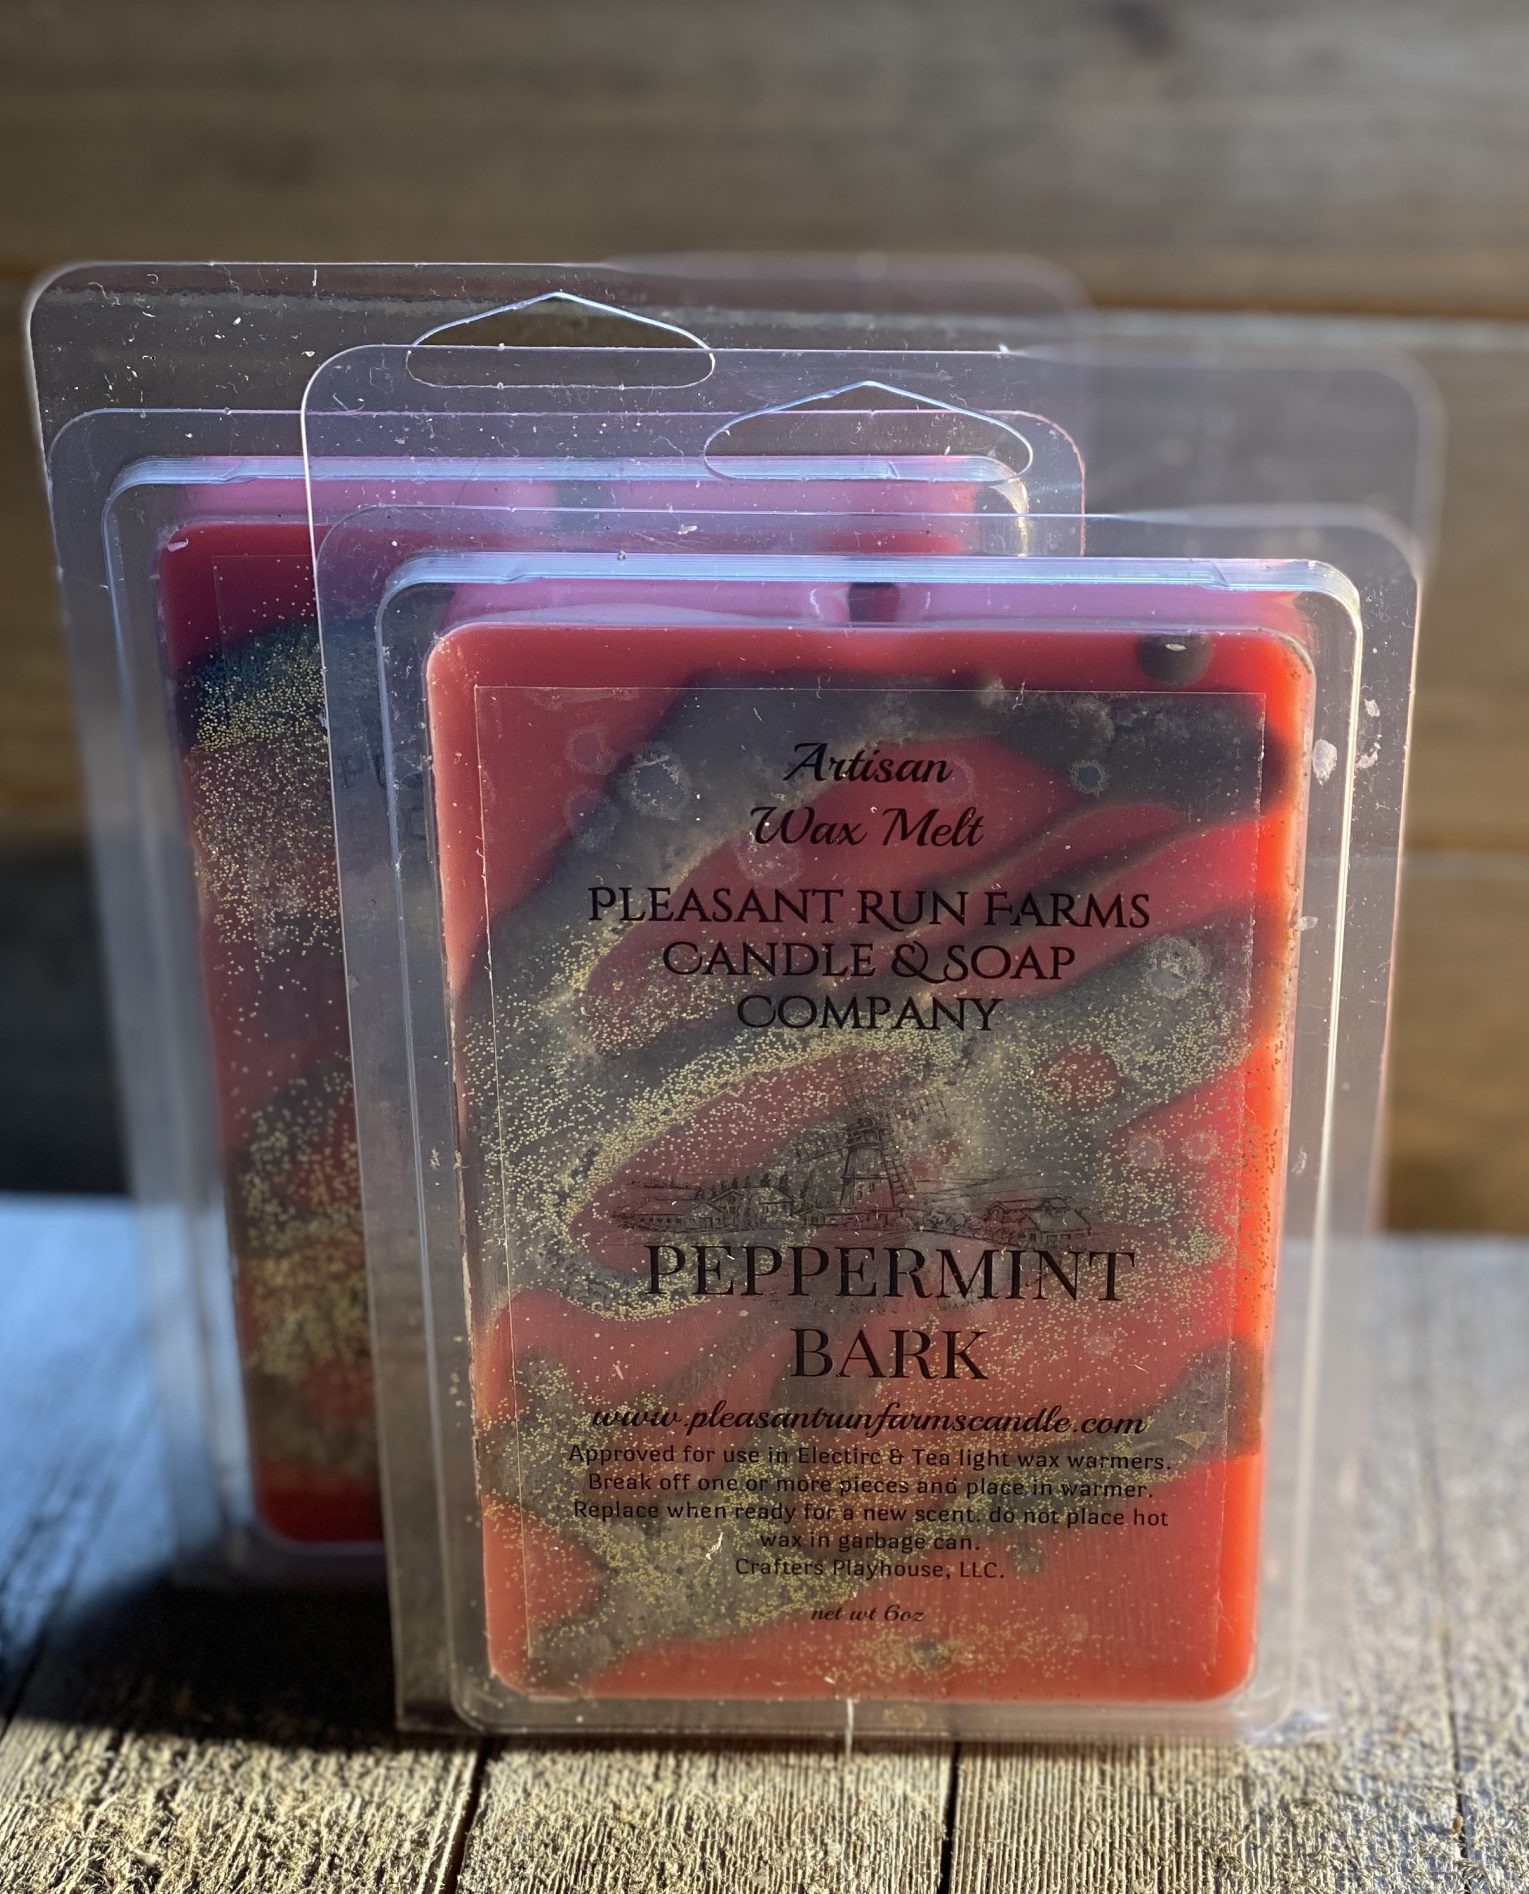 Artisan
Wax Melt
PLEASANT RUN FARMS
CANDLE & SOAP
COMPANY
PEPPERMINT
BARK
www.pleasantrunfarmscandle.com
Approved for use in Electirc & Tea light wax warmers.
Break off one or more pieces and place in warmer.
Replace when ready for a new scent. do not place hot
wax in garbage can.
Crafters Playhouse, LLC.
net wt 6oz